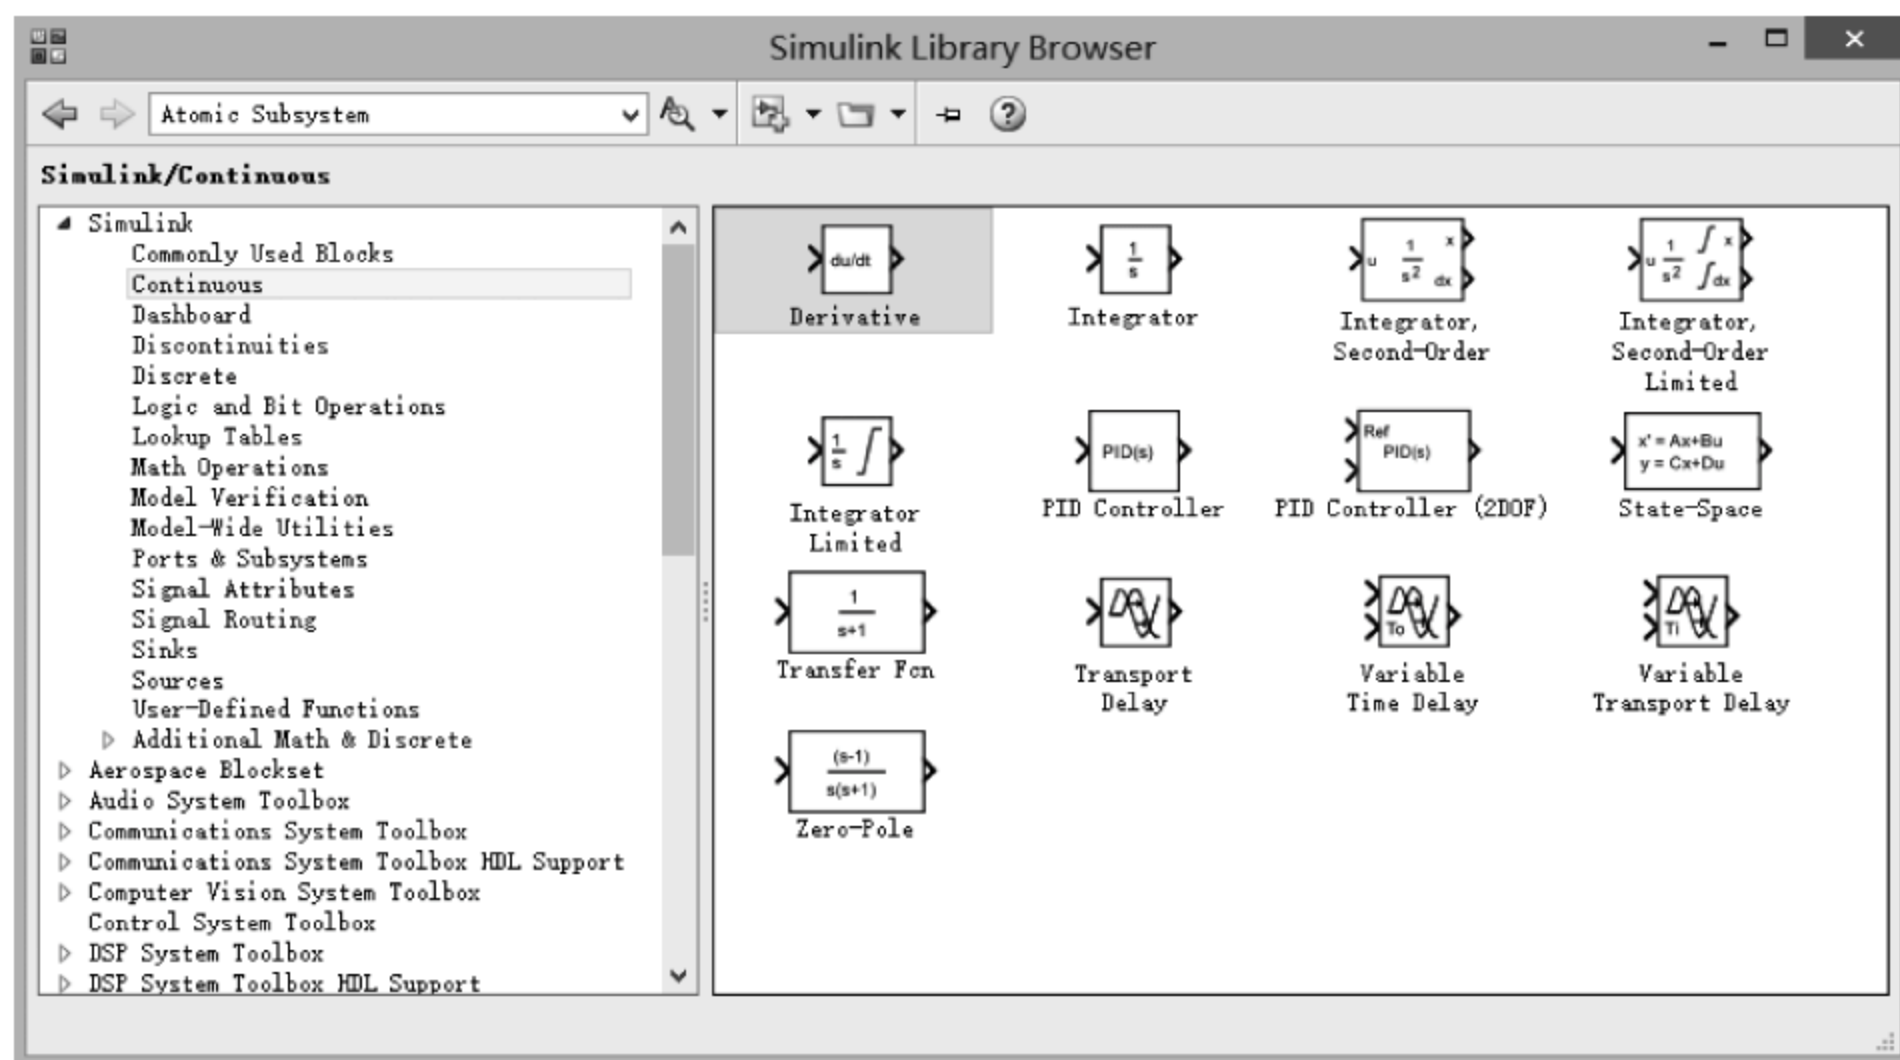 Simulink Library Browser
Atomic Subsystem
Simulink/Continuous
Simulink
Commonly Used Blocks
Continuous
Dashboard
Discontinuities
Discrete
Logic and Bit Operations
Lookup Tables
Math Operations
Model Verification
Model-Wide Utilities
Ports & Subsystems
Signal Attributes
Signal Routing
Sinks
Sources
User-Defined Functions
Additional Math & Discrete
Aerospace Blockset
Audio System Toolbox
Communications System Toolbox
Communications System Toolbox HDL Support
Computer Vision System Toolbox
Control System Toolbox
DSP System Toolbox
DSP System Toolbox HDL Support
du/dt
Derivative
1
s
Integrator
u 1 x
s2 dx
Integrator,
Second-Order
u 1 ∫ x
s2 ∫dx
Integrator,
Second-Order
Limited
1 ∫
s
Integrator
Limited
PID(s)
PID Controller
Ref
PID(s)
PID Controller (2DOF)
x' = Ax+Bu
y = Cx+Du
State-Space
1
s+1
Transfer Fcn
Transport
Delay
To
Variable
Time Delay
Ti
Variable
Transport Delay
(s-1)
s(s+1)
Zero-Pole